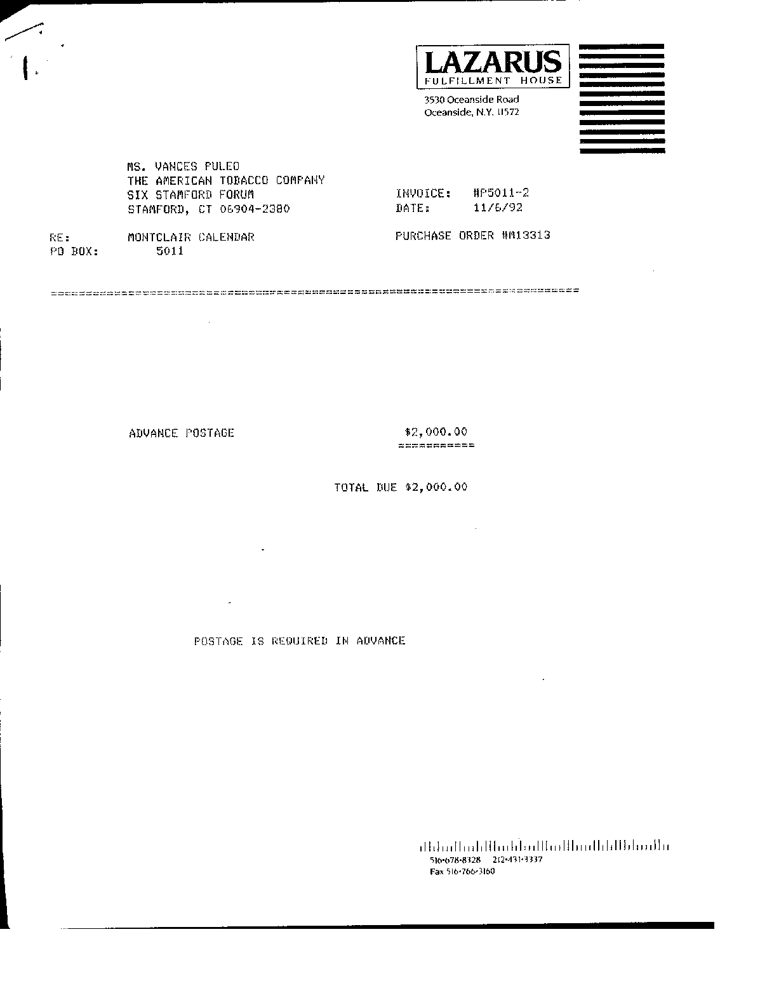 1.
LAZARUS
FULFILLMENT HOUSE
3530 Oceanside Road
Oceanside, N.Y. 11572
MS. VANCES PULEO
THE AMERICAN TOBACCO COMPANY
SIX STAMFORD FORUM
STAMFORD, CT 06904-2380
INVOICE: #P5011-2
DATE: 11/6/92
RE: MONTCLAIR CALENDAR
PURCHASE ORDER #M13313
PO BOX: 5011
ADVANCE POSTAGE $2,000.00
TOTAL DUE $2,000.00
POSTAGE IS REQUIRED IN ADVANCE
516•678•8328 212•431•3337
Fax 516•766•3160